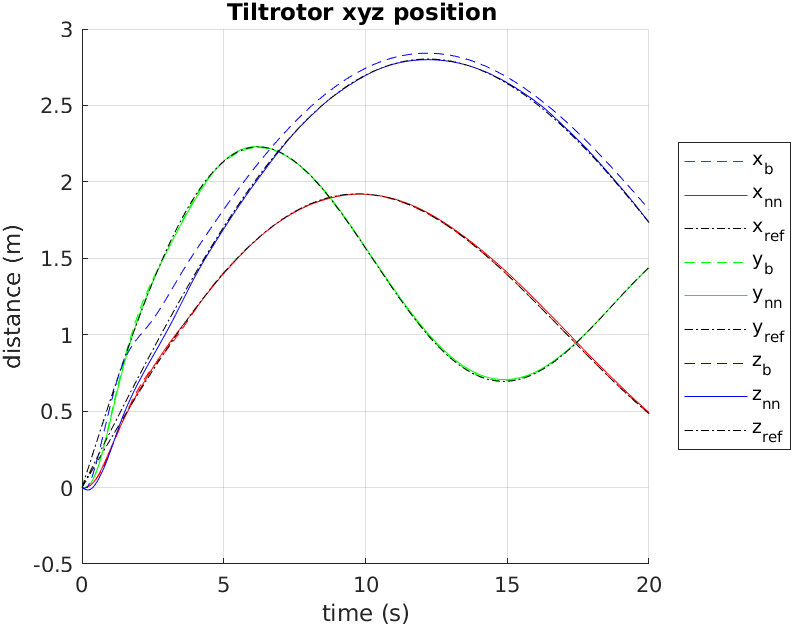 Tiltrotor xyz position
3
2.5
2
1.5
1
0.5
0
-0.5
distance (m)
0 5 10 15 20
time (s)
x_b
x_nn
x_ref
y_b
y_nn
y_ref
z_b
z_nn
z_ref